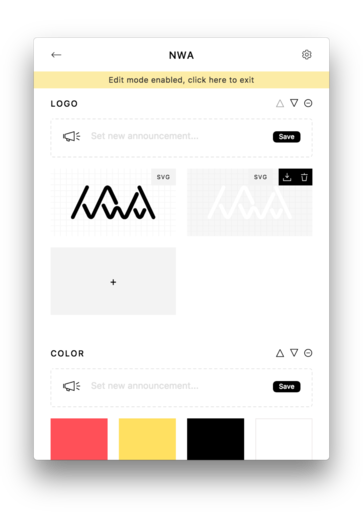 NWA
Edit mode enabled, click here to exit
LOGO
Set new announcement...
Save
SVG
SVG
+
COLOR
Set new announcement...
Save